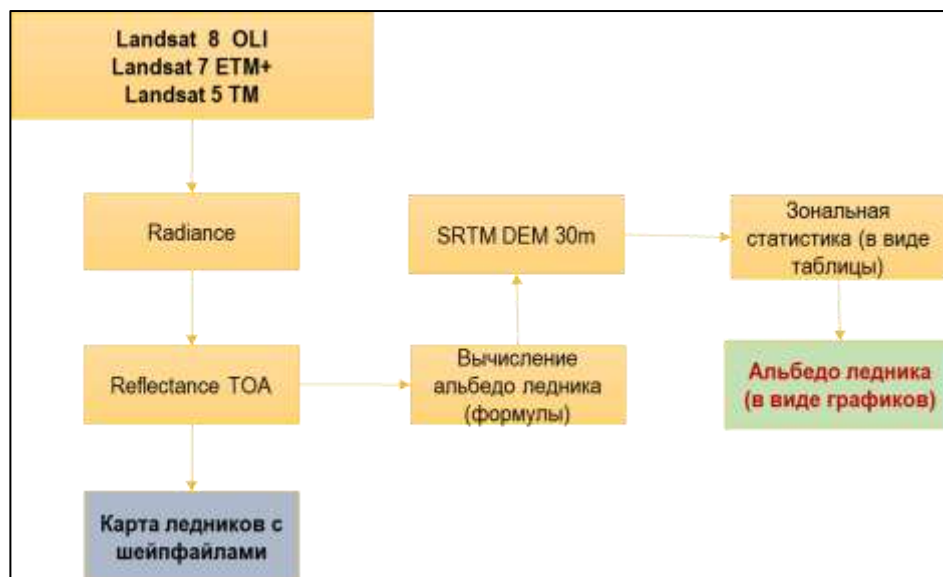 Landsat 8 OLI
Landsat 7 ETM+
Landsat 5 TM
Radiance
SRTM DEM 30m
Зональная
статистика (в виде
таблицы)
Reflectance TOA
Вычисление
альбедо ледника
(формулы)
Альбедо ледника
(в виде графиков)
Карта ледников с
шейпфайлами